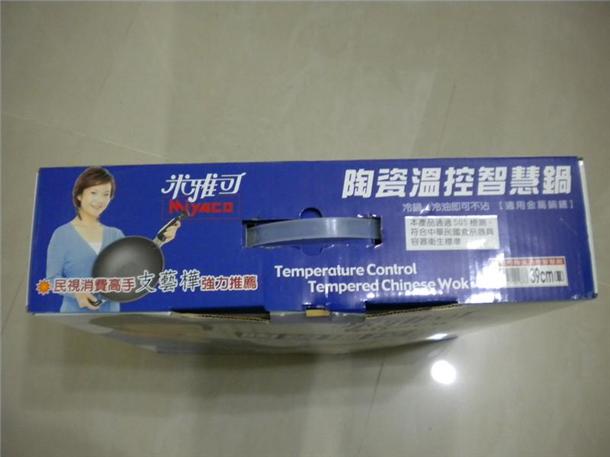 米雅可
Miyaco
陶瓷溫控智慧鍋
冷鍋 冷油即可不沾 【適用金屬鍋鏟】
本產品通過SGS檢測
符合中華民國食品器具
容器衛生標準
Temperature Control
Tempered Chinese Wok
39cm
民視消費高手文藝樺強力推薦